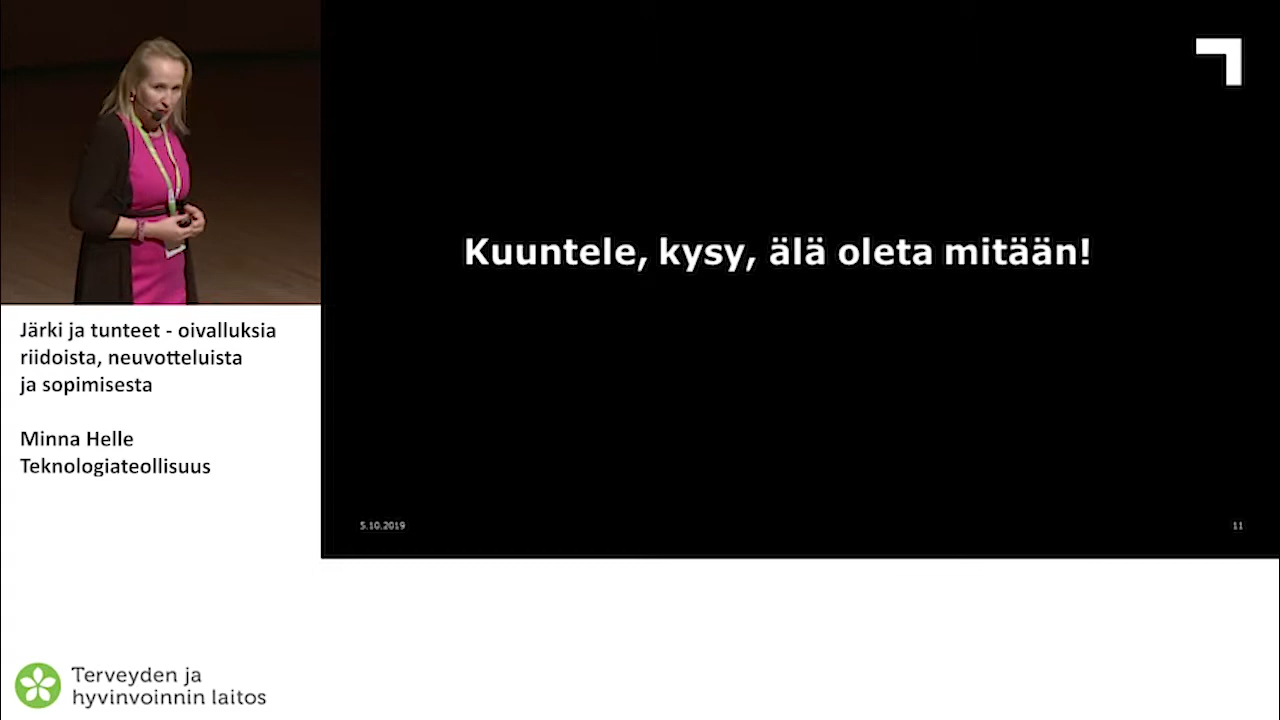 Kuuntele, kysy, älä oleta mitään!
5.10.2019
11
Järki ja tunteet - oivalluksia
riidoista, neuvotteluista
ja sopimisesta
Minna Helle
Teknologiateollisuus
Terveyden ja
hyvinvoinnin laitos